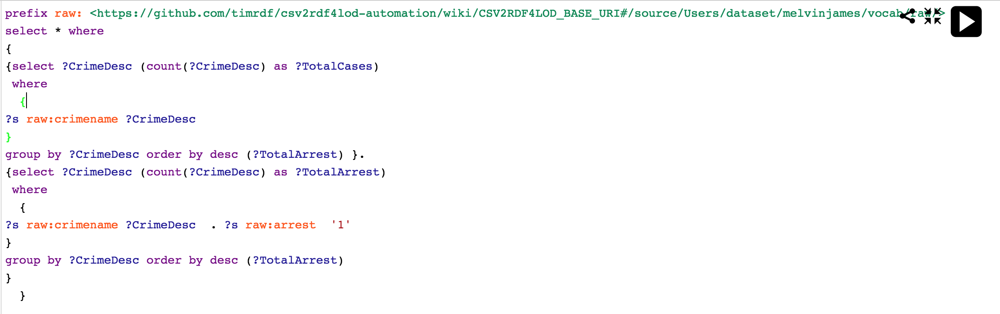 prefix raw: <https://github.com/timrdf/csv2rdf4lod-automation/wiki/CSV2RDF4LOD_BASE_URI#/source/Users/dataset/melvinjames/vocab/raw/>
select * where
{
{select ?CrimeDesc (count(?CrimeDesc) as ?TotalCases)
where
{
?s raw:crimename ?CrimeDesc
}
group by ?CrimeDesc order by desc (?TotalArrest) }.
{select ?CrimeDesc (count(?CrimeDesc) as ?TotalArrest)
where
{
?s raw:crimename ?CrimeDesc  . ?s raw:arrest  '1'
}
group by ?CrimeDesc order by desc (?TotalArrest)
}
}